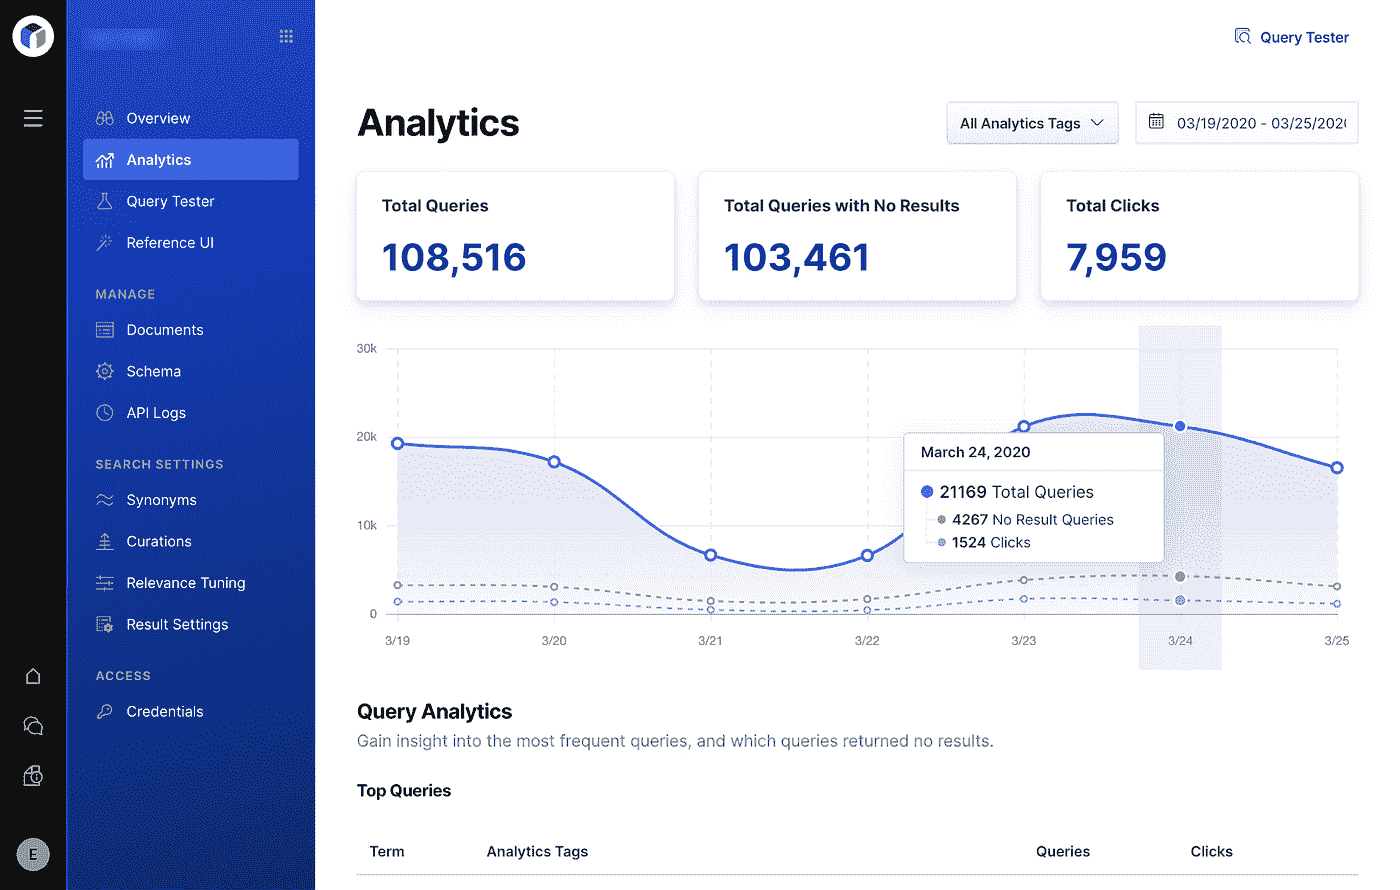 Query Tester
Overview
Analytics
Query Tester
Reference UI
MANAGE
Documents
Schema
API Logs
SEARCH SETTINGS
Synonyms
Curations
Relevance Tuning
Result Settings
ACCESS
Credentials
E
Analytics
All Analytics Tags
03/19/2020 - 03/25/2020
Total Queries
108,516
Total Queries with No Results
103,461
Total Clicks
7,959
30k
20k
10k
0
March 24, 2020
21169 Total Queries
4267 No Result Queries
1524 Clicks
3/19 3/20 3/21 3/22 3/23 3/24 3/25
Query Analytics
Gain insight into the most frequent queries, and which queries returned no results.
Top Queries
Term Analytics Tags Queries Clicks